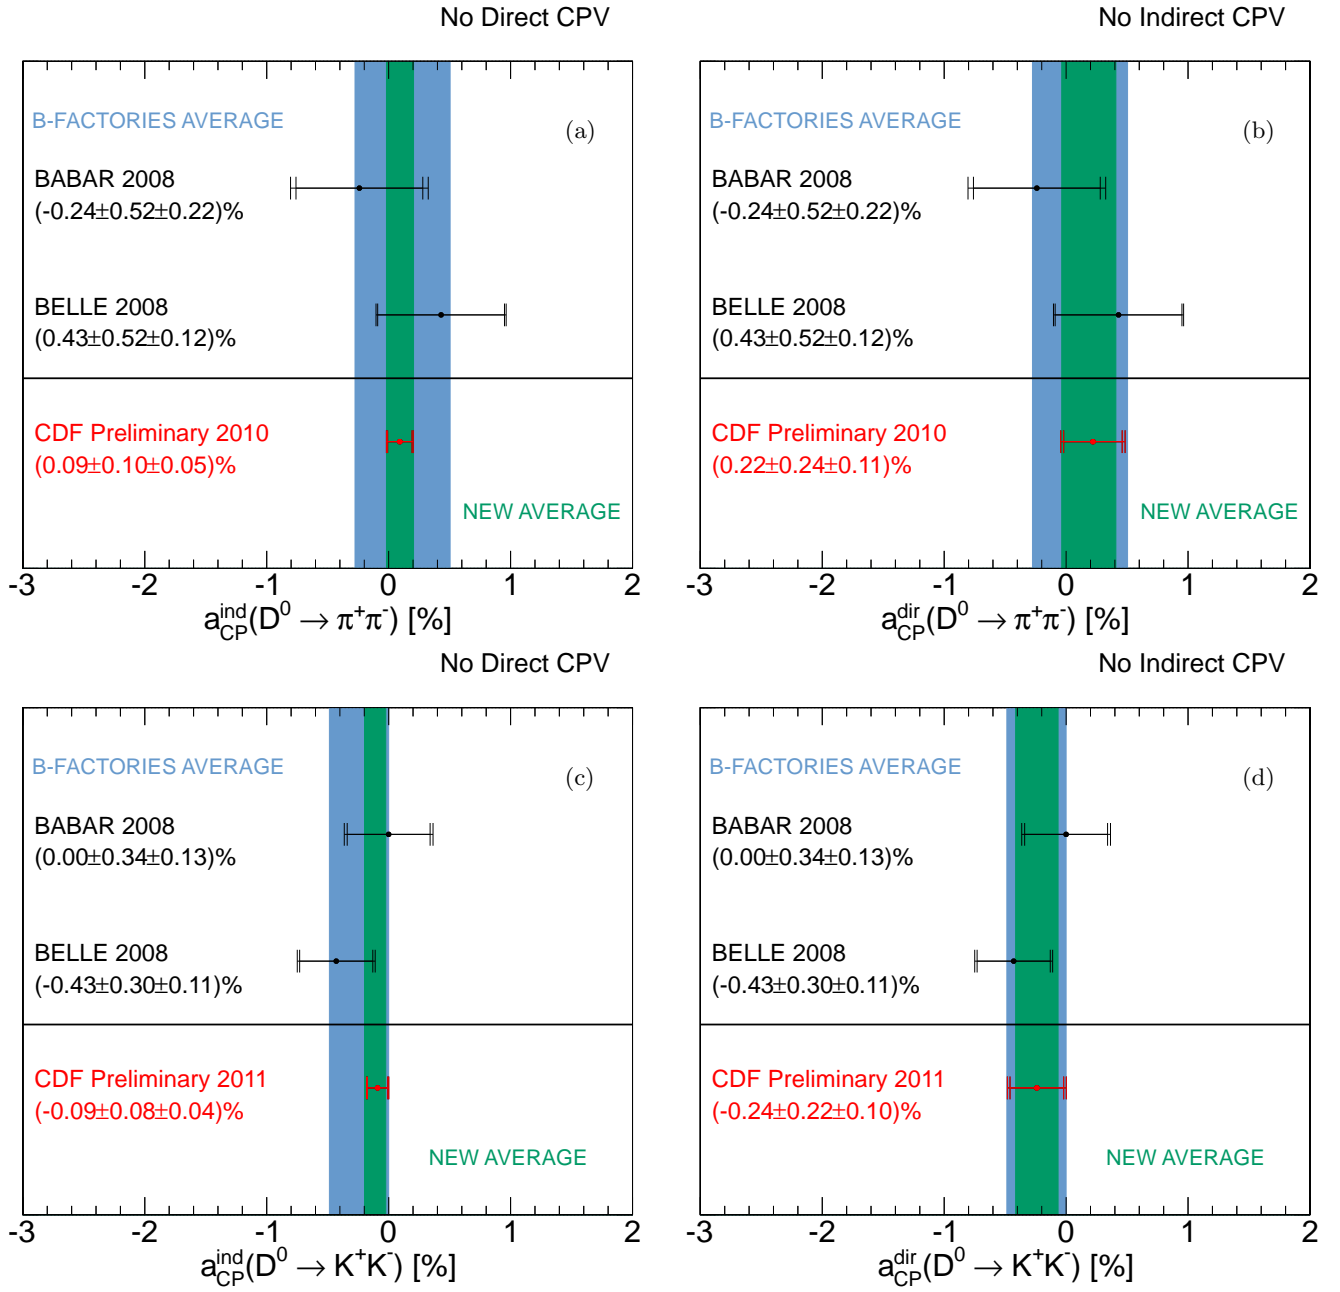 No Direct CPV
B-FACTORIES AVERAGE
(a)
BABAR 2008
(-0.24±0.52±0.22)%
BELLE 2008
(0.43±0.52±0.12)%
CDF Preliminary 2010
(0.09±0.10±0.05)%
NEW AVERAGE
-3 -2 -1 0 1 2
a_CP^ind(D^0 → π^+π^-) [%]
No Indirect CPV
B-FACTORIES AVERAGE
(b)
BABAR 2008
(-0.24±0.52±0.22)%
BELLE 2008
(0.43±0.52±0.12)%
CDF Preliminary 2010
(0.22±0.24±0.11)%
NEW AVERAGE
-3 -2 -1 0 1 2
a_CP^dir(D^0 → π^+π^-) [%]
No Direct CPV
B-FACTORIES AVERAGE
(c)
BABAR 2008
(0.00±0.34±0.13)%
BELLE 2008
(-0.43±0.30±0.11)%
CDF Preliminary 2011
(-0.09±0.08±0.04)%
NEW AVERAGE
-3 -2 -1 0 1 2
a_CP^ind(D^0 → K^+K^-) [%]
No Indirect CPV
B-FACTORIES AVERAGE
(d)
BABAR 2008
(0.00±0.34±0.13)%
BELLE 2008
(-0.43±0.30±0.11)%
CDF Preliminary 2011
(-0.24±0.22±0.10)%
NEW AVERAGE
-3 -2 -1 0 1 2
a_CP^dir(D^0 → K^+K^-) [%]